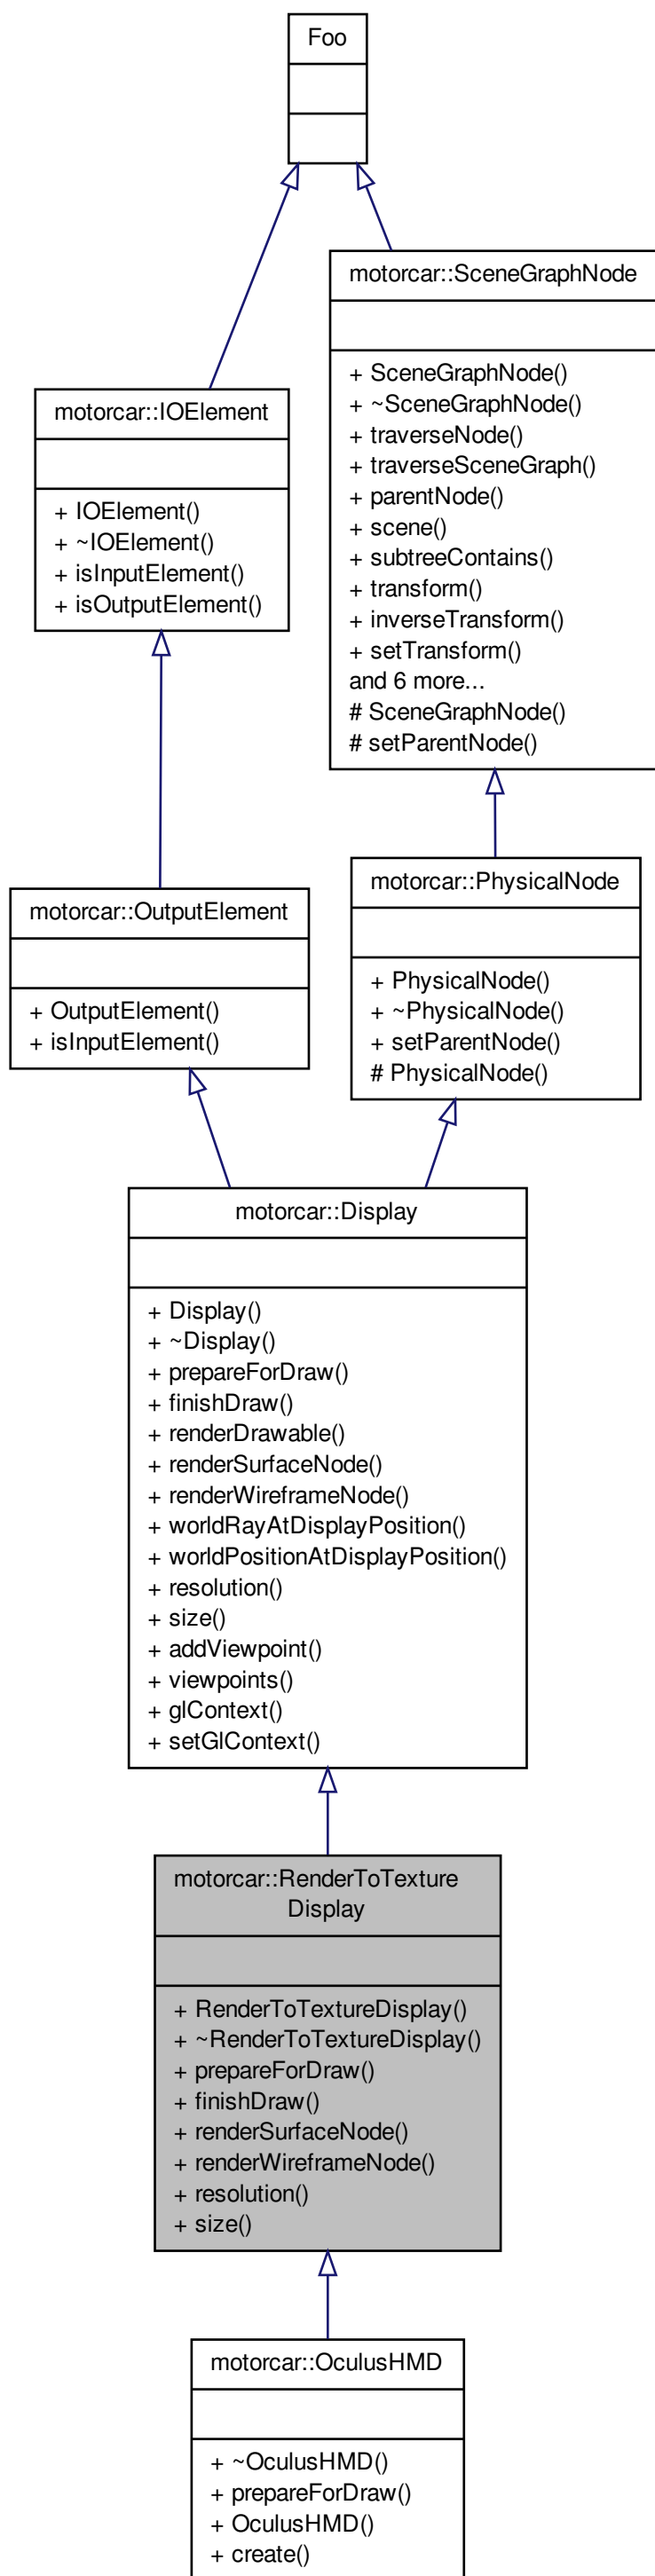 Foo
motorcar::SceneGraphNode
+ SceneGraphNode()
+ ~SceneGraphNode()
+ traverseNode()
+ traverseSceneGraph()
+ parentNode()
+ scene()
+ subtreeContains()
+ transform()
+ inverseTransform()
+ setTransform()
and 6 more...
# SceneGraphNode()
# setParentNode()
motorcar::IOElement
+ IOElement()
+ ~IOElement()
+ isInputElement()
+ isOutputElement()
motorcar::OutputElement
+ OutputElement()
+ isInputElement()
motorcar::PhysicalNode
+ PhysicalNode()
+ ~PhysicalNode()
+ setParentNode()
# PhysicalNode()
motorcar::Display
+ Display()
+ ~Display()
+ prepareForDraw()
+ finishDraw()
+ renderDrawable()
+ renderSurfaceNode()
+ renderWireframeNode()
+ worldRayAtDisplayPosition()
+ worldPositionAtDisplayPosition()
+ resolution()
+ size()
+ addViewpoint()
+ viewpoints()
+ glContext()
+ setGlContext()
motorcar::RenderToTexture
Display
+ RenderToTextureDisplay()
+ ~RenderToTextureDisplay()
+ prepareForDraw()
+ finishDraw()
+ renderSurfaceNode()
+ renderWireframeNode()
+ resolution()
+ size()
motorcar::OculusHMD
+ ~OculusHMD()
+ prepareForDraw()
+ OculusHMD()
+ create()